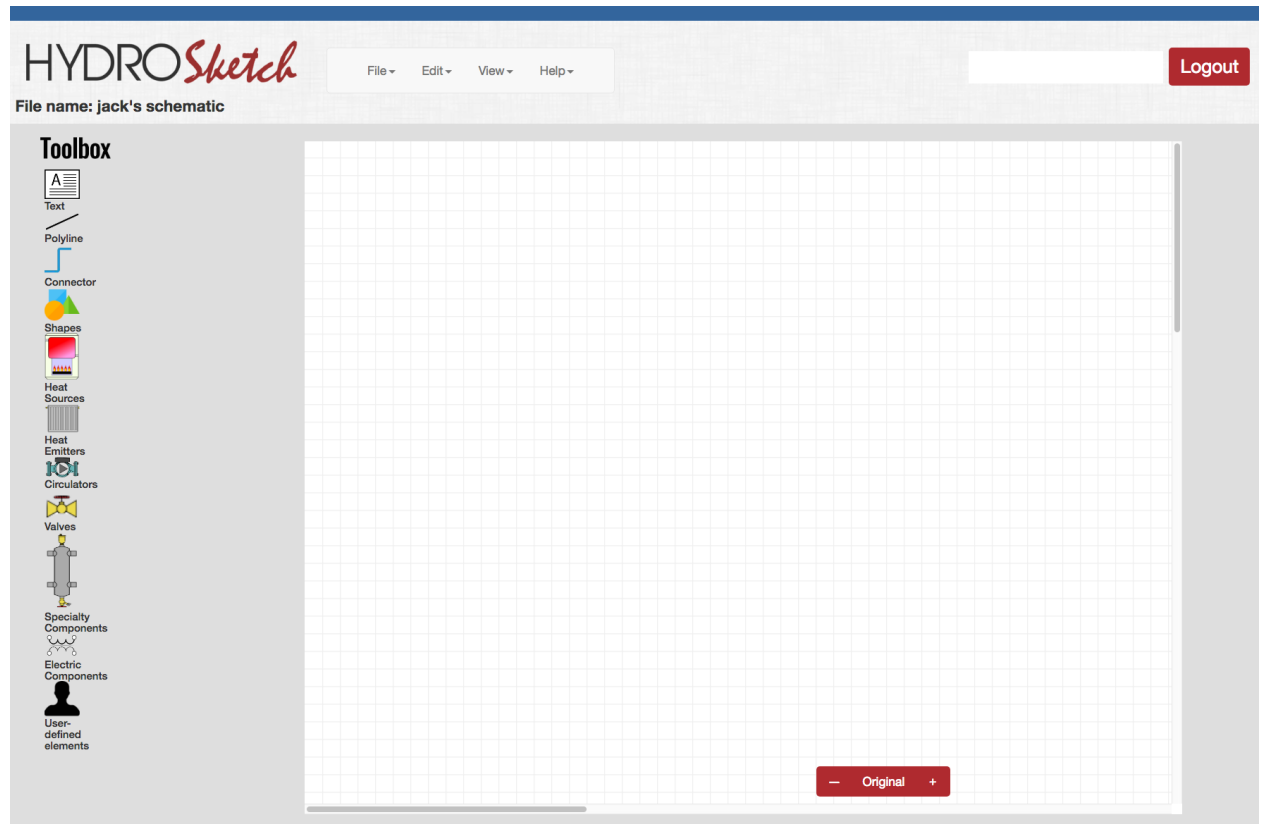 HYDROSketch
File Edit View Help
Logout
File name: jack's schematic
Toolbox
A
Text
Polyline
Connector
Shapes
Heat
Sources
Heat
Emitters
Circulators
Valves
Specialty
Components
Electric
Components
User-
defined
elements
— Original +